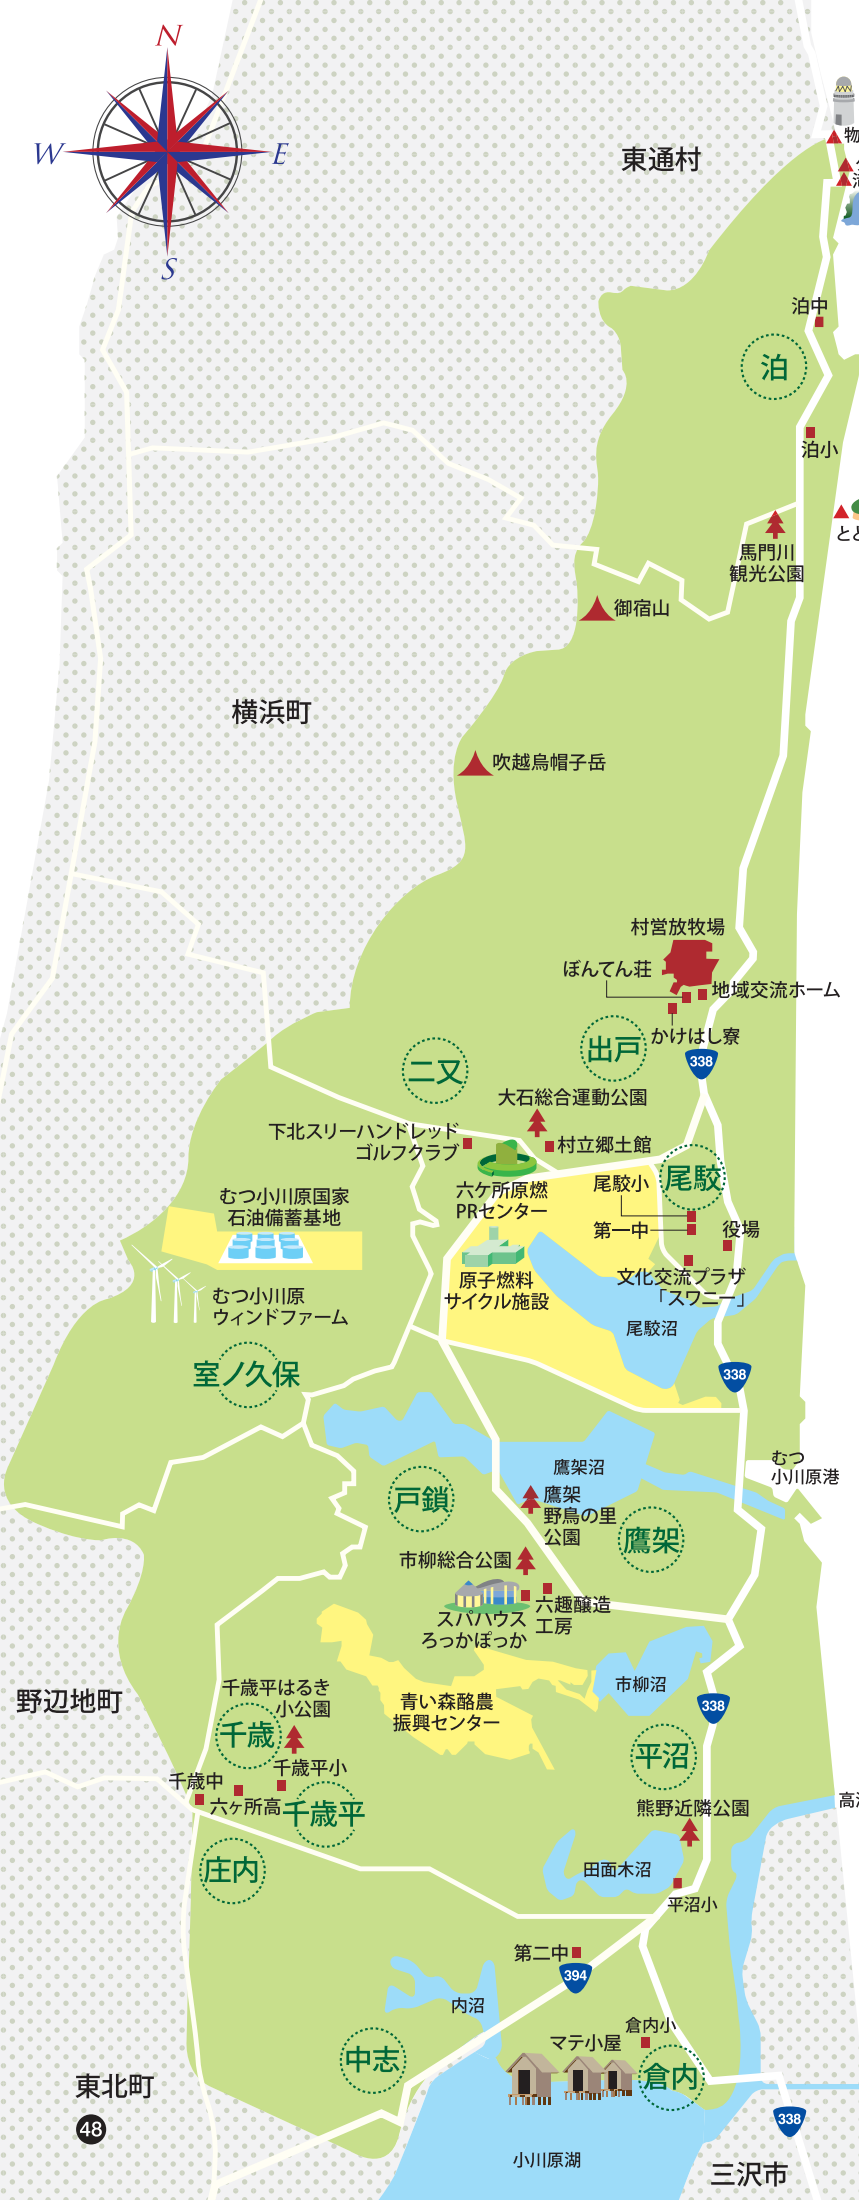 N
W
E
S
東通村
物
泊中
泊
泊小
馬門川
観光公園
とど
御宿山
横浜町
吹越烏帽子岳
村営放牧場
ぼんてん荘
地域交流ホーム
かけはし寮
出戸
338
二又
大石総合運動公園
下北スリーハンドレッド
ゴルフクラブ
村立郷土館
尾駮
六ケ所原燃
PRセンター
尾駮小
第一中
役場
むつ小川原国家
石油備蓄基地
原子燃料
サイクル施設
文化交流プラザ
「スワニー」
むつ小川原
ウィンドファーム
尾駮沼
室ノ久保
338
むつ
小川原港
鷹架沼
戸鎖
鷹架
野鳥の里
公園
鷹架
市柳総合公園
スパハウス
ろっかぽっか
六趣醸造
工房
千歳平はるき
小公園
青い森酪農
振興センター
市柳沼
野辺地町
千歳
338
平沼
千歳平小
千歳中
六ヶ所高
千歳平
熊野近隣公園
庄内
田面木沼
平沼小
第二中
394
内沼
倉内小
マテ小屋
中志
倉内
東北町
48
338
小川原湖
三沢市